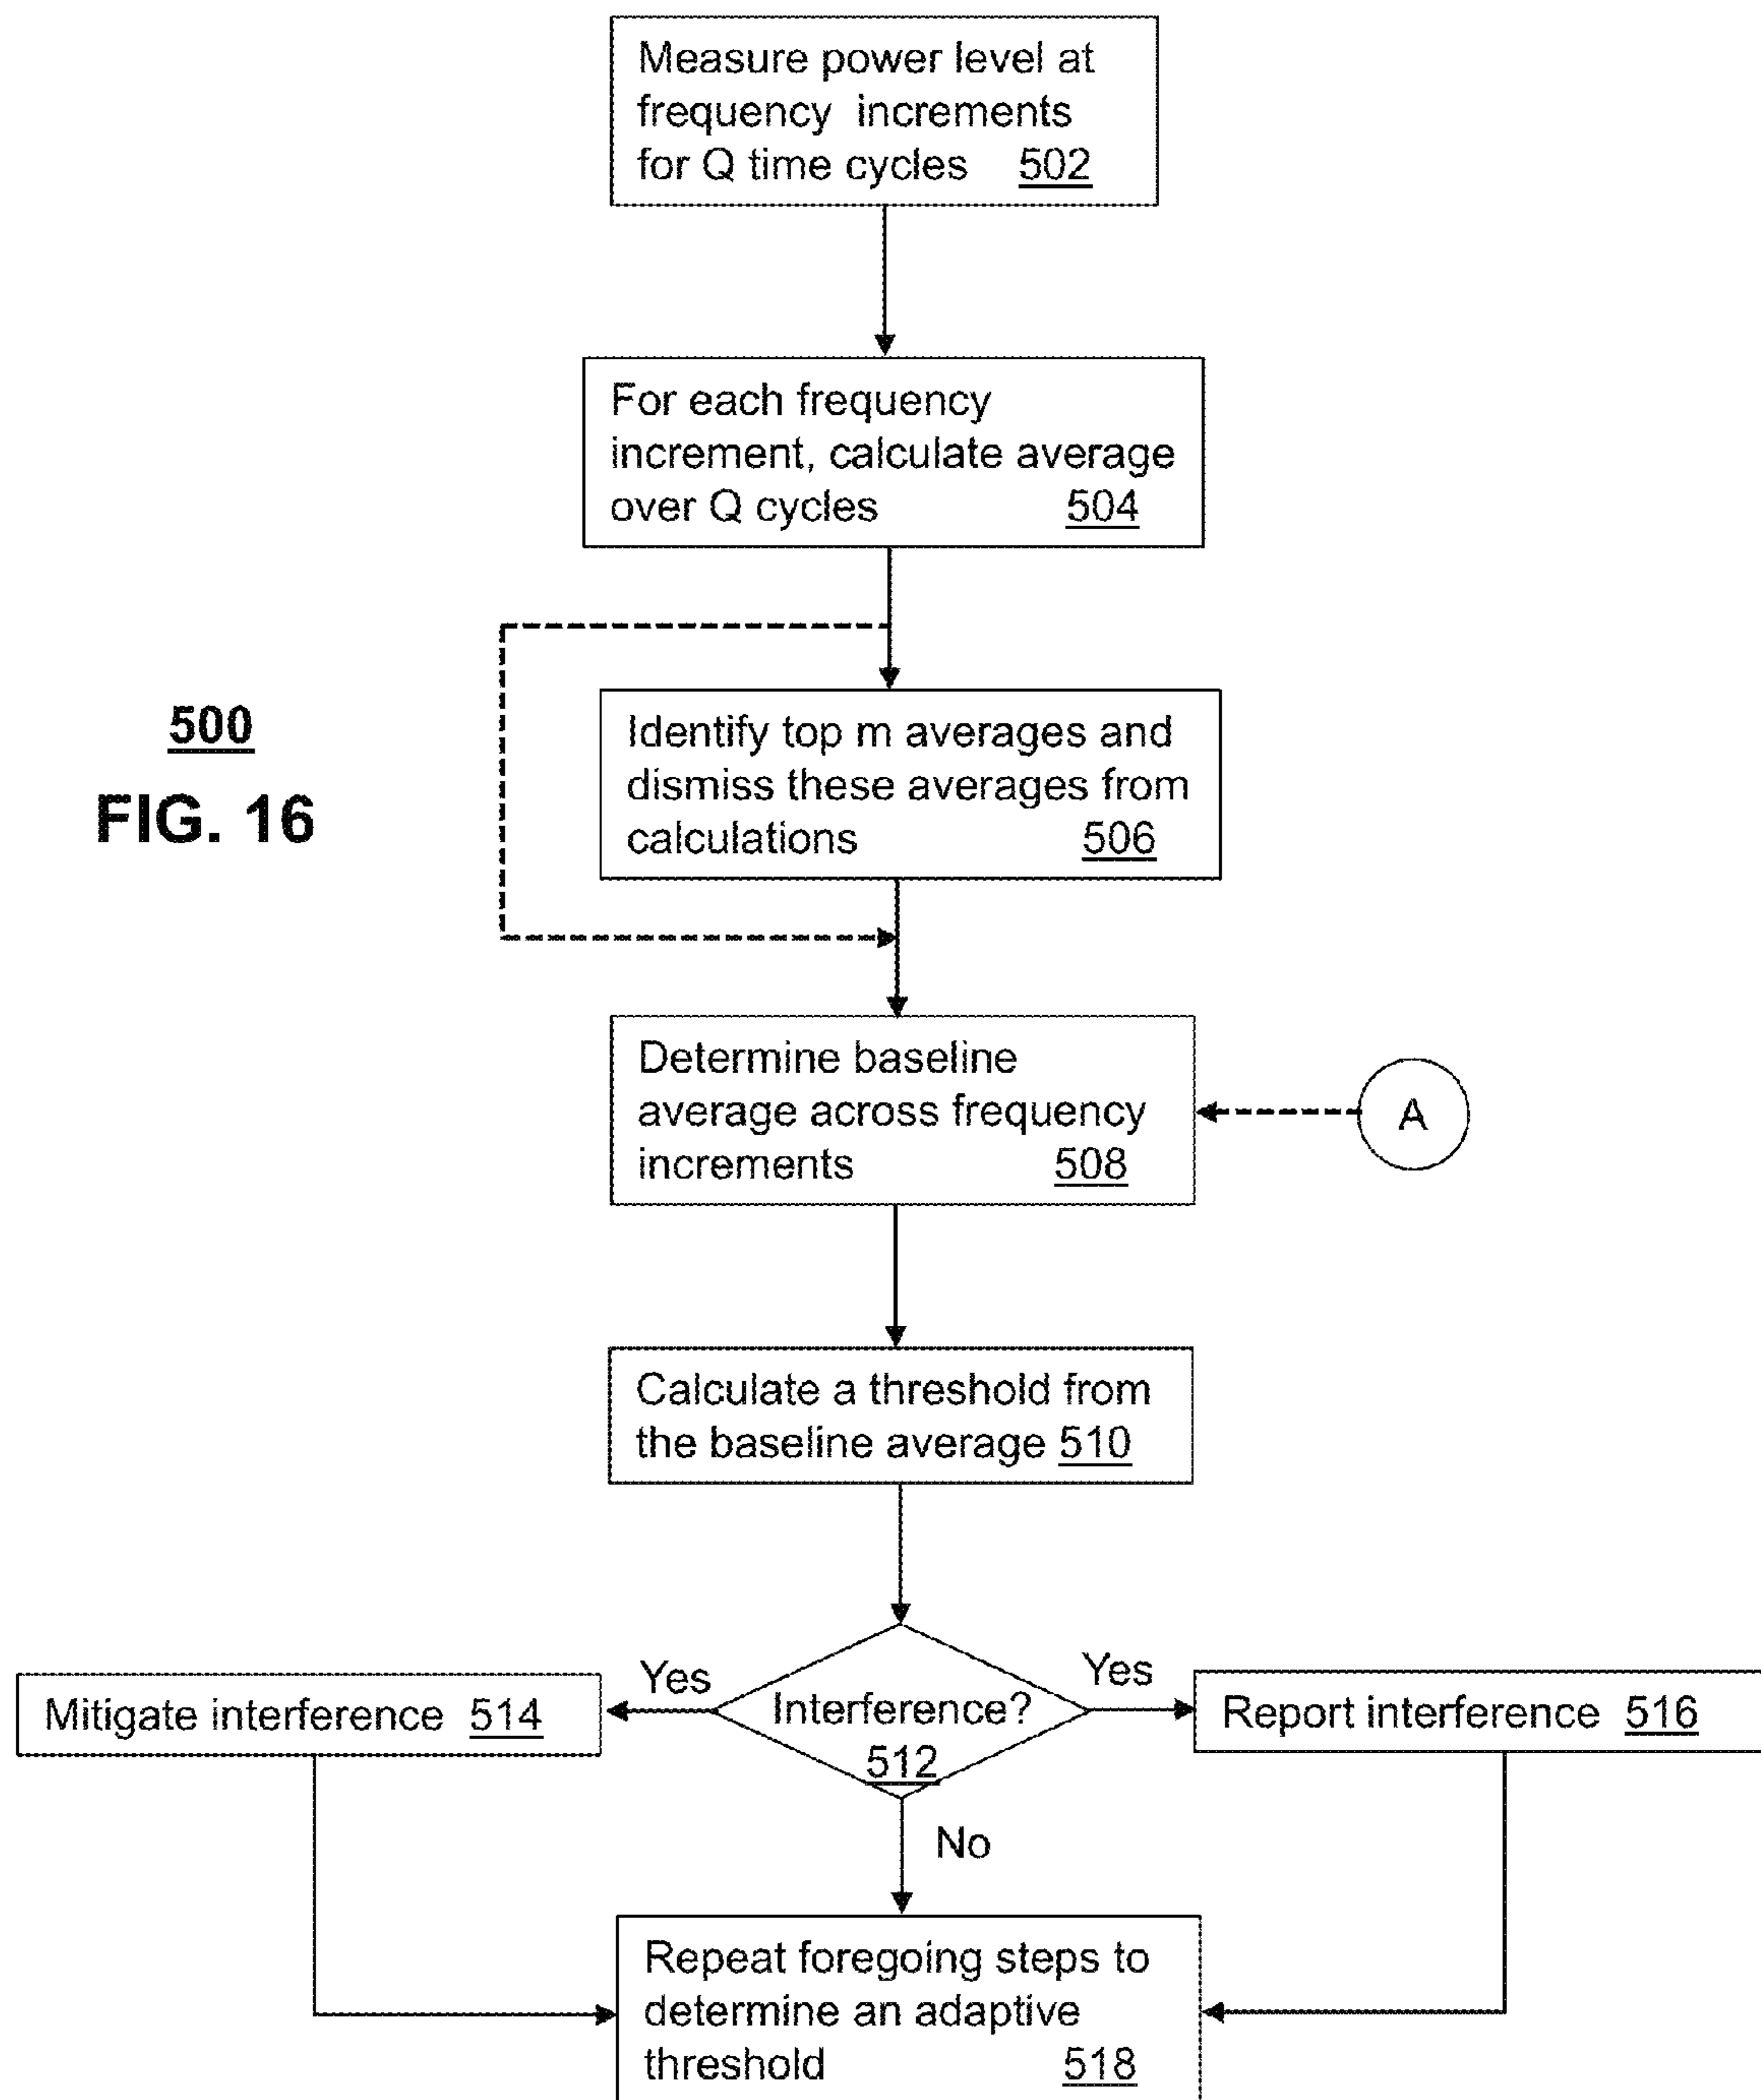 Measure power level at
frequency increments
for Q time cycles 502
For each frequency
increment, calculate average
over Q cycles 504
500
FIG. 16
Identify top m averages and
dismiss these averages from
calculations 506
Determine baseline
average across frequency
increments 508
A
Calculate a threshold from
the baseline average 510
Yes
Yes
Mitigate interference 514
Interference?
512
Report interference 516
No
Repeat foregoing steps to
determine an adaptive
threshold 518